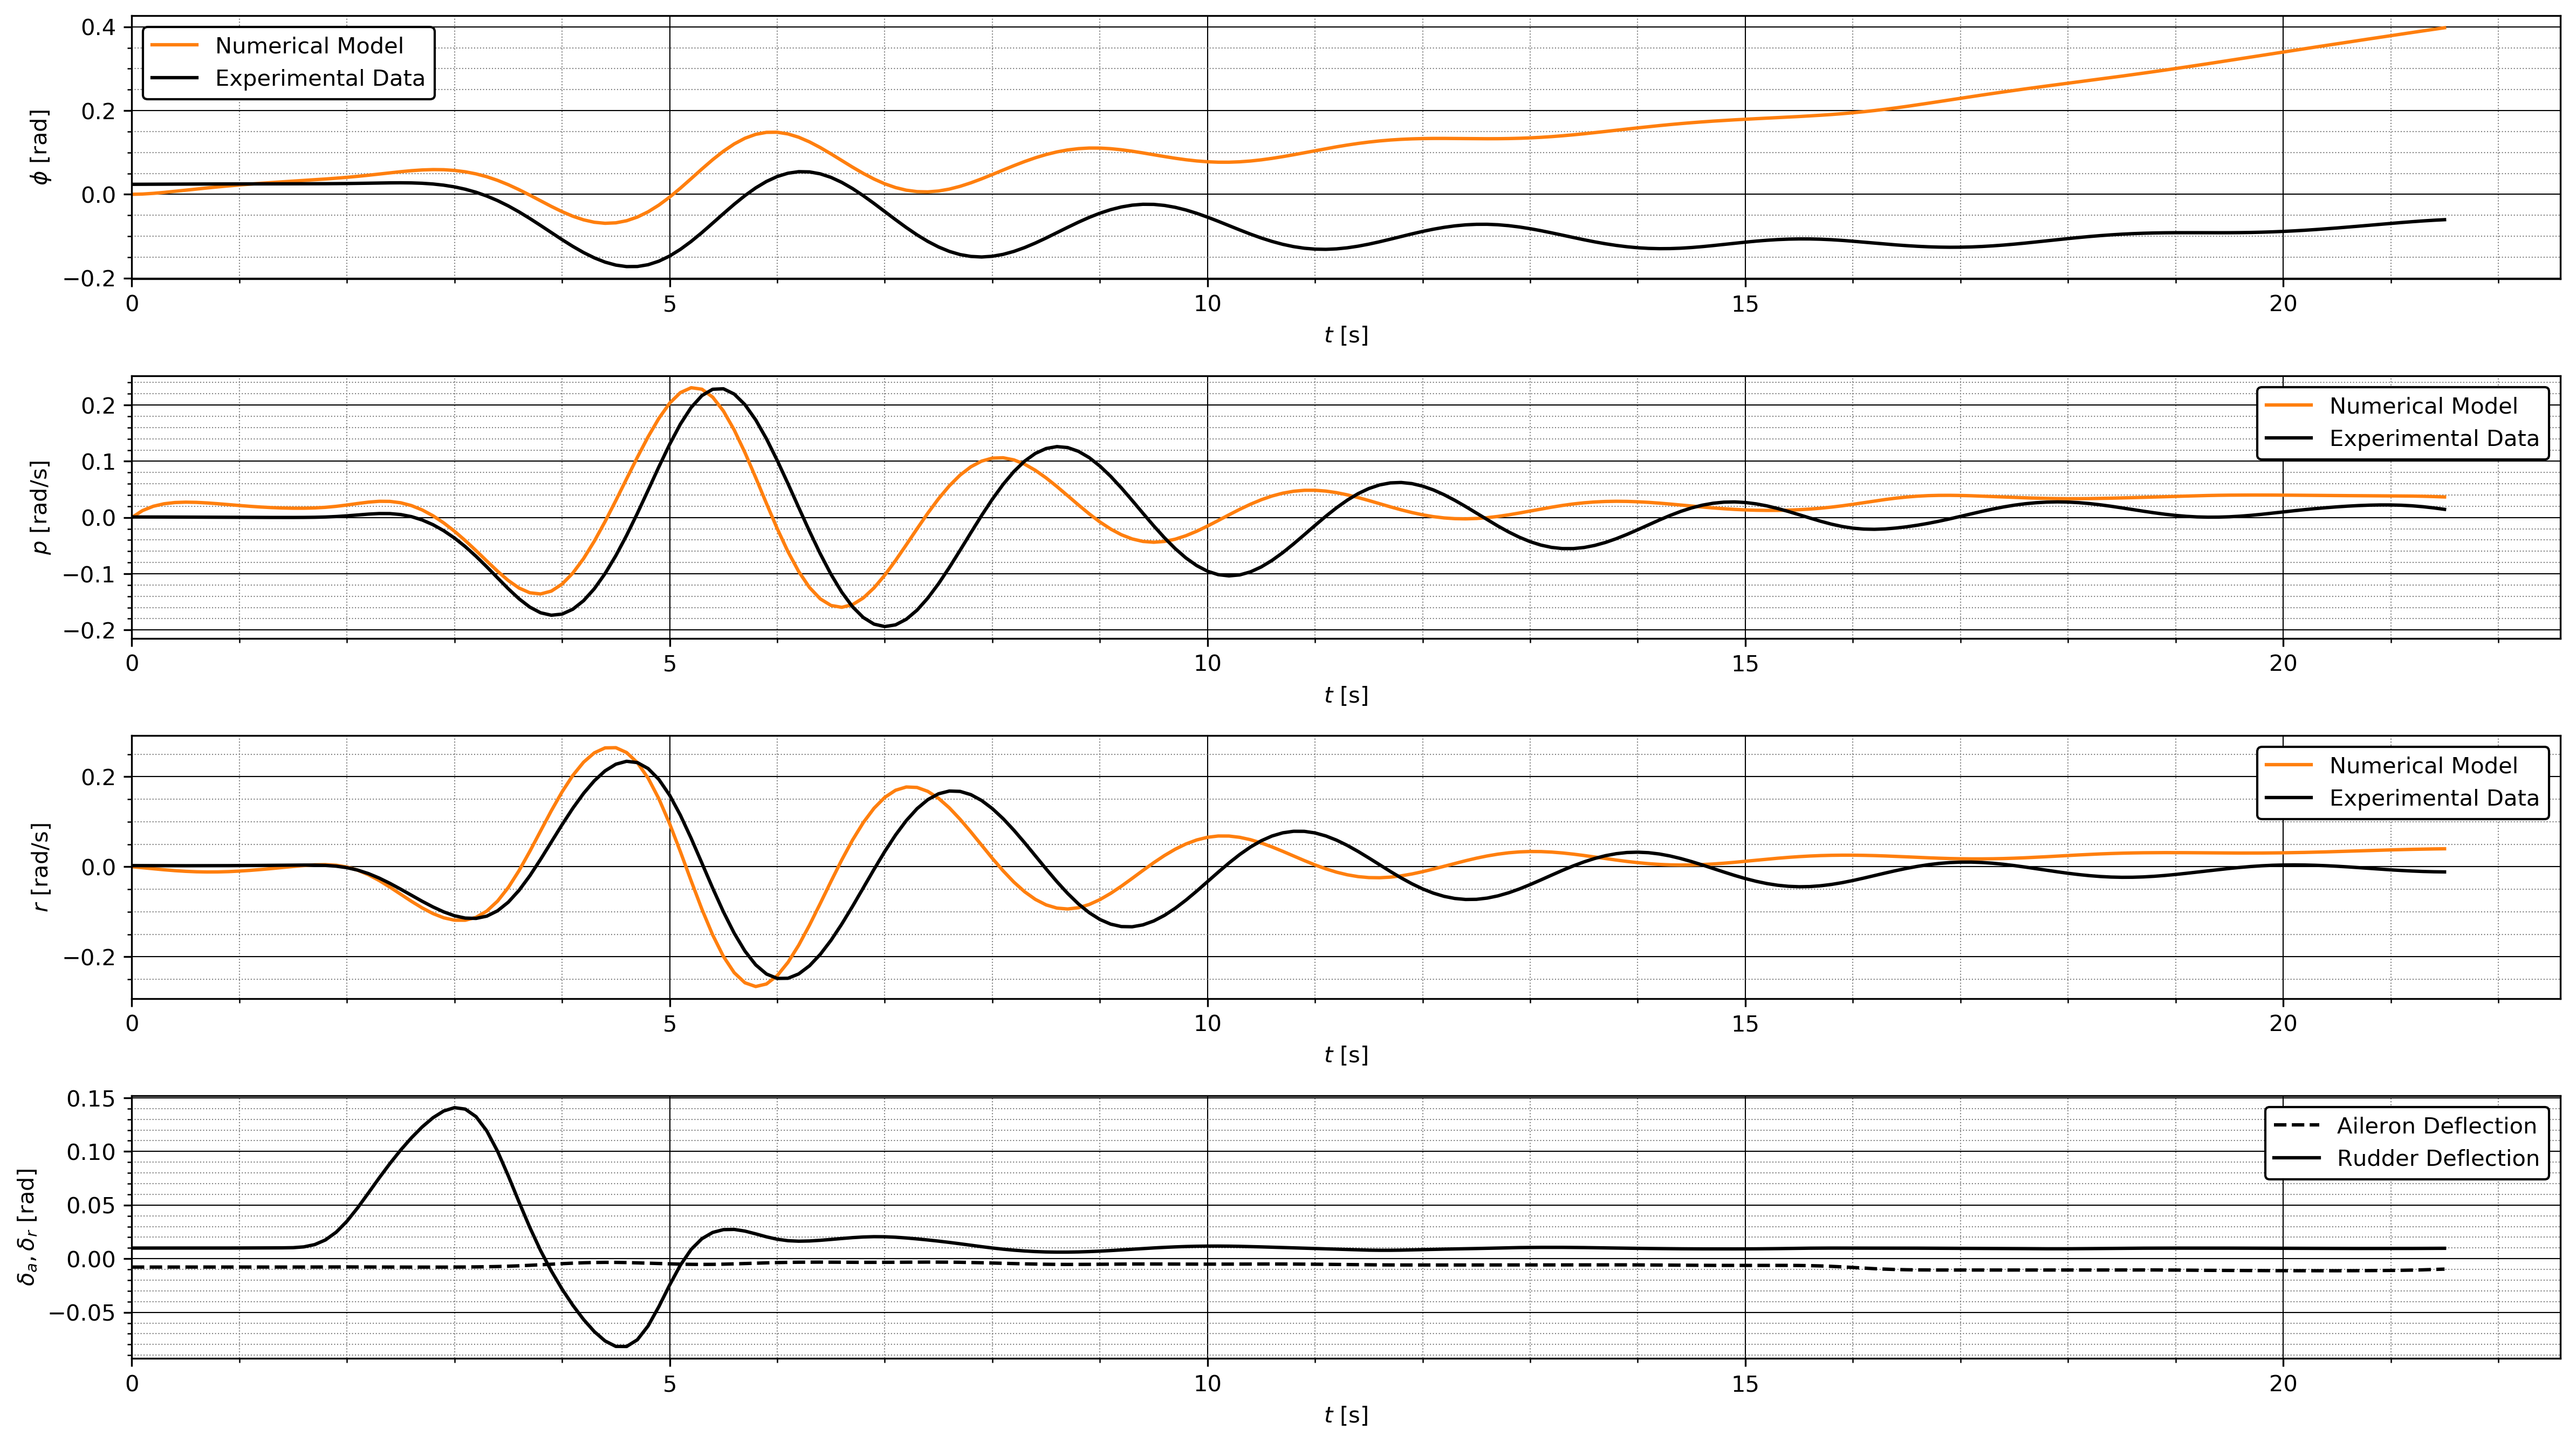 0.4
0.2
0.0
−0.2
ϕ [rad]
Numerical Model
Experimental Data
0 5 10 15 20
t [s]
0.2
0.1
0.0
−0.1
−0.2
p [rad/s]
Numerical Model
Experimental Data
0 5 10 15 20
t [s]
0.2
0.0
−0.2
r [rad/s]
Numerical Model
Experimental Data
0 5 10 15 20
t [s]
0.15
0.10
0.05
0.00
−0.05
δa, δr [rad]
Aileron Deflection
Rudder Deflection
0 5 10 15 20
t [s]